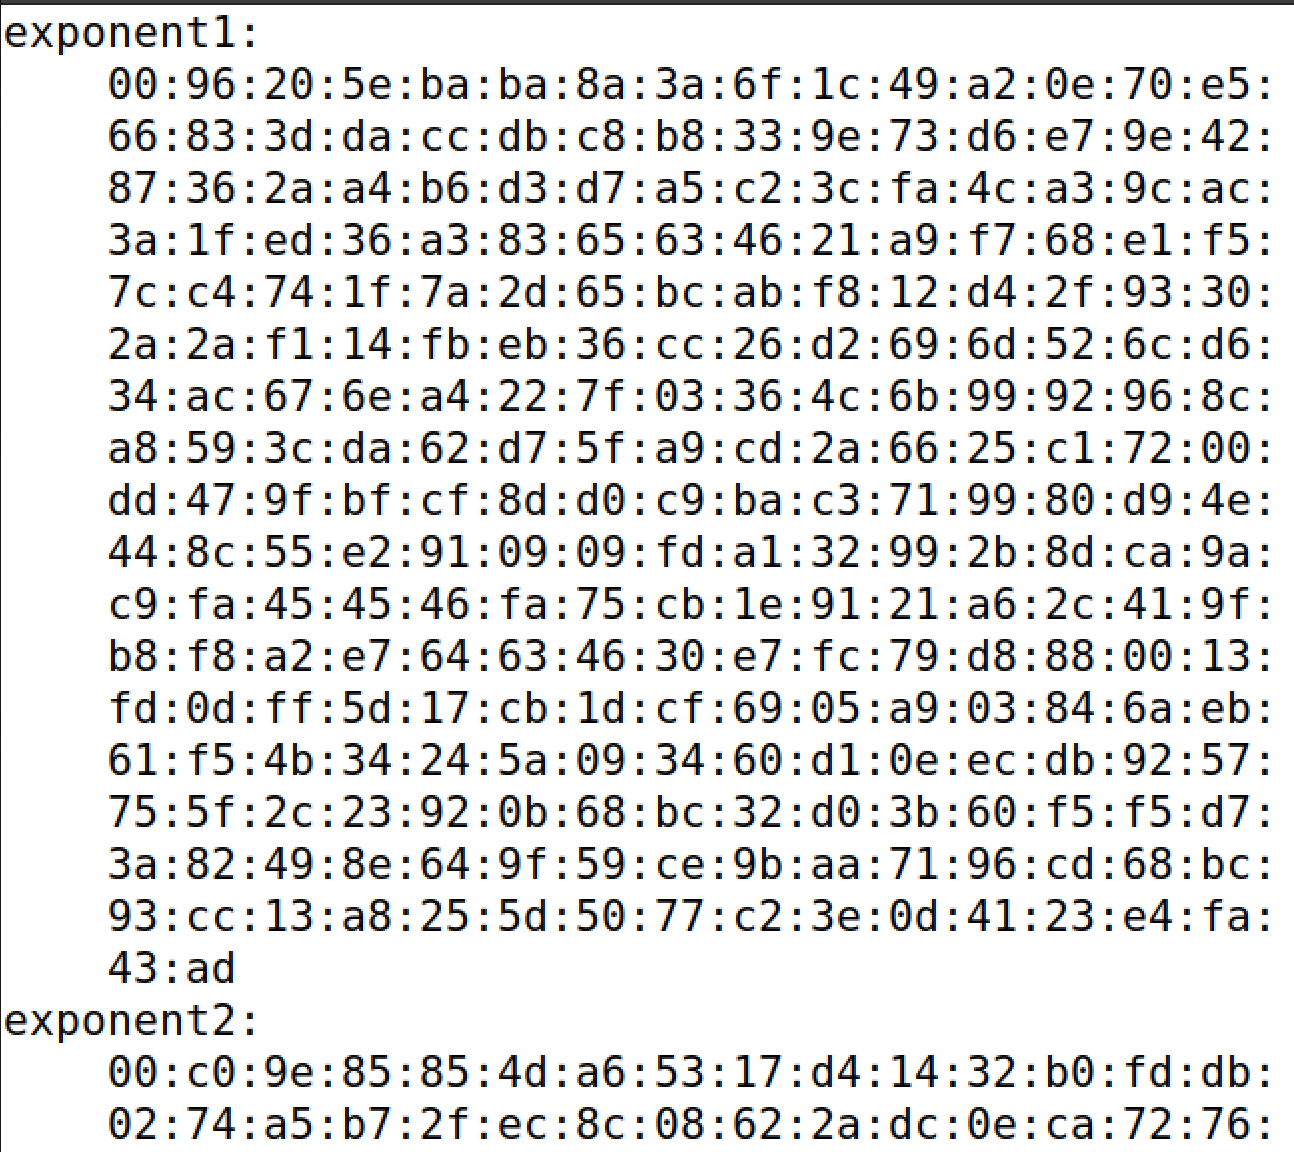 exponent1:
00:96:20:5e:ba:ba:8a:3a:6f:1c:49:a2:0e:70:e5:
66:83:3d:da:cc:db:c8:b8:33:9e:73:d6:e7:9e:42:
87:36:2a:a4:b6:d3:d7:a5:c2:3c:fa:4c:a3:9c:ac:
3a:1f:ed:36:a3:83:65:63:46:21:a9:f7:68:e1:f5:
7c:c4:74:1f:7a:2d:65:bc:ab:f8:12:d4:2f:93:30:
2a:2a:f1:14:fb:eb:36:cc:26:d2:69:6d:52:6c:d6:
34:ac:67:6e:a4:22:7f:03:36:4c:6b:99:92:96:8c:
a8:59:3c:da:62:d7:5f:a9:cd:2a:66:25:c1:72:00:
dd:47:9f:bf:cf:8d:d0:c9:ba:c3:71:99:80:d9:4e:
44:8c:55:e2:91:09:09:fd:a1:32:99:2b:8d:ca:9a:
c9:fa:45:45:46:fa:75:cb:1e:91:21:a6:2c:41:9f:
b8:f8:a2:e7:64:63:46:30:e7:fc:79:d8:88:00:13:
fd:0d:ff:5d:17:cb:1d:cf:69:05:a9:03:84:6a:eb:
61:f5:4b:34:24:5a:09:34:60:d1:0e:ec:db:92:57:
75:5f:2c:23:92:0b:68:bc:32:d0:3b:60:f5:f5:d7:
3a:82:49:8e:64:9f:59:ce:9b:aa:71:96:cd:68:bc:
93:cc:13:a8:25:5d:50:77:c2:3e:0d:41:23:e4:fa:
43:ad
exponent2:
00:c0:9e:85:85:4d:a6:53:17:d4:14:32:b0:fd:db:
02:74:a5:b7:2f:ec:8c:08:62:2a:dc:0e:ca:72:76: